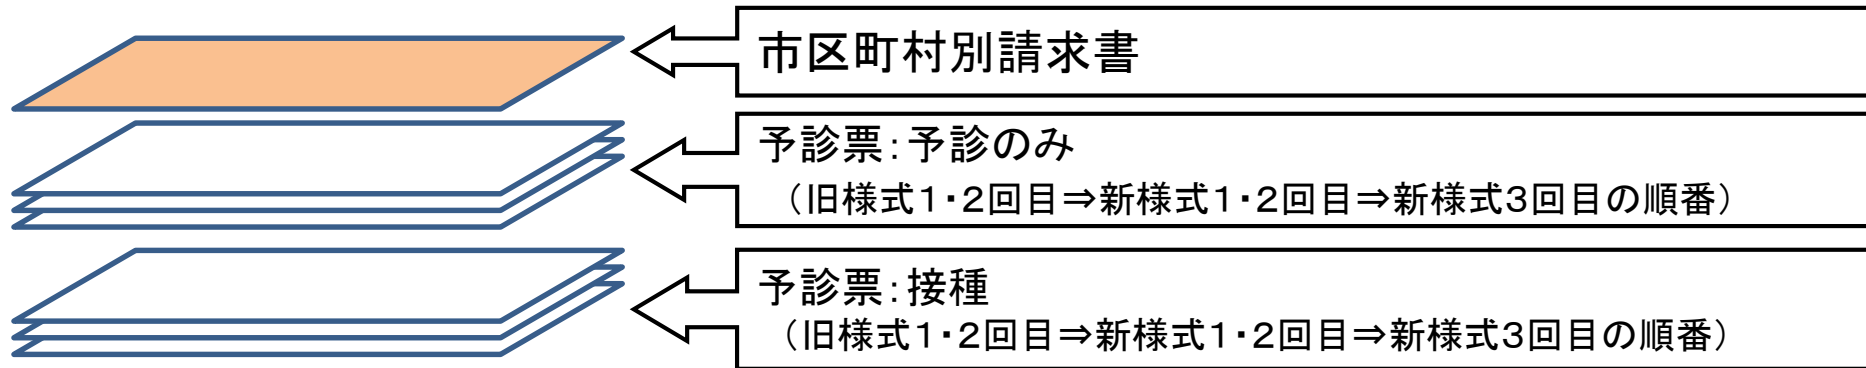 市区町村別請求書
予診票:予診のみ
（旧様式１・２回目⇒新様式１・２回目⇒新様式３回目の順番）
予診票:接種
（旧様式１・２回目⇒新様式１・２回目⇒新様式３回目の順番）